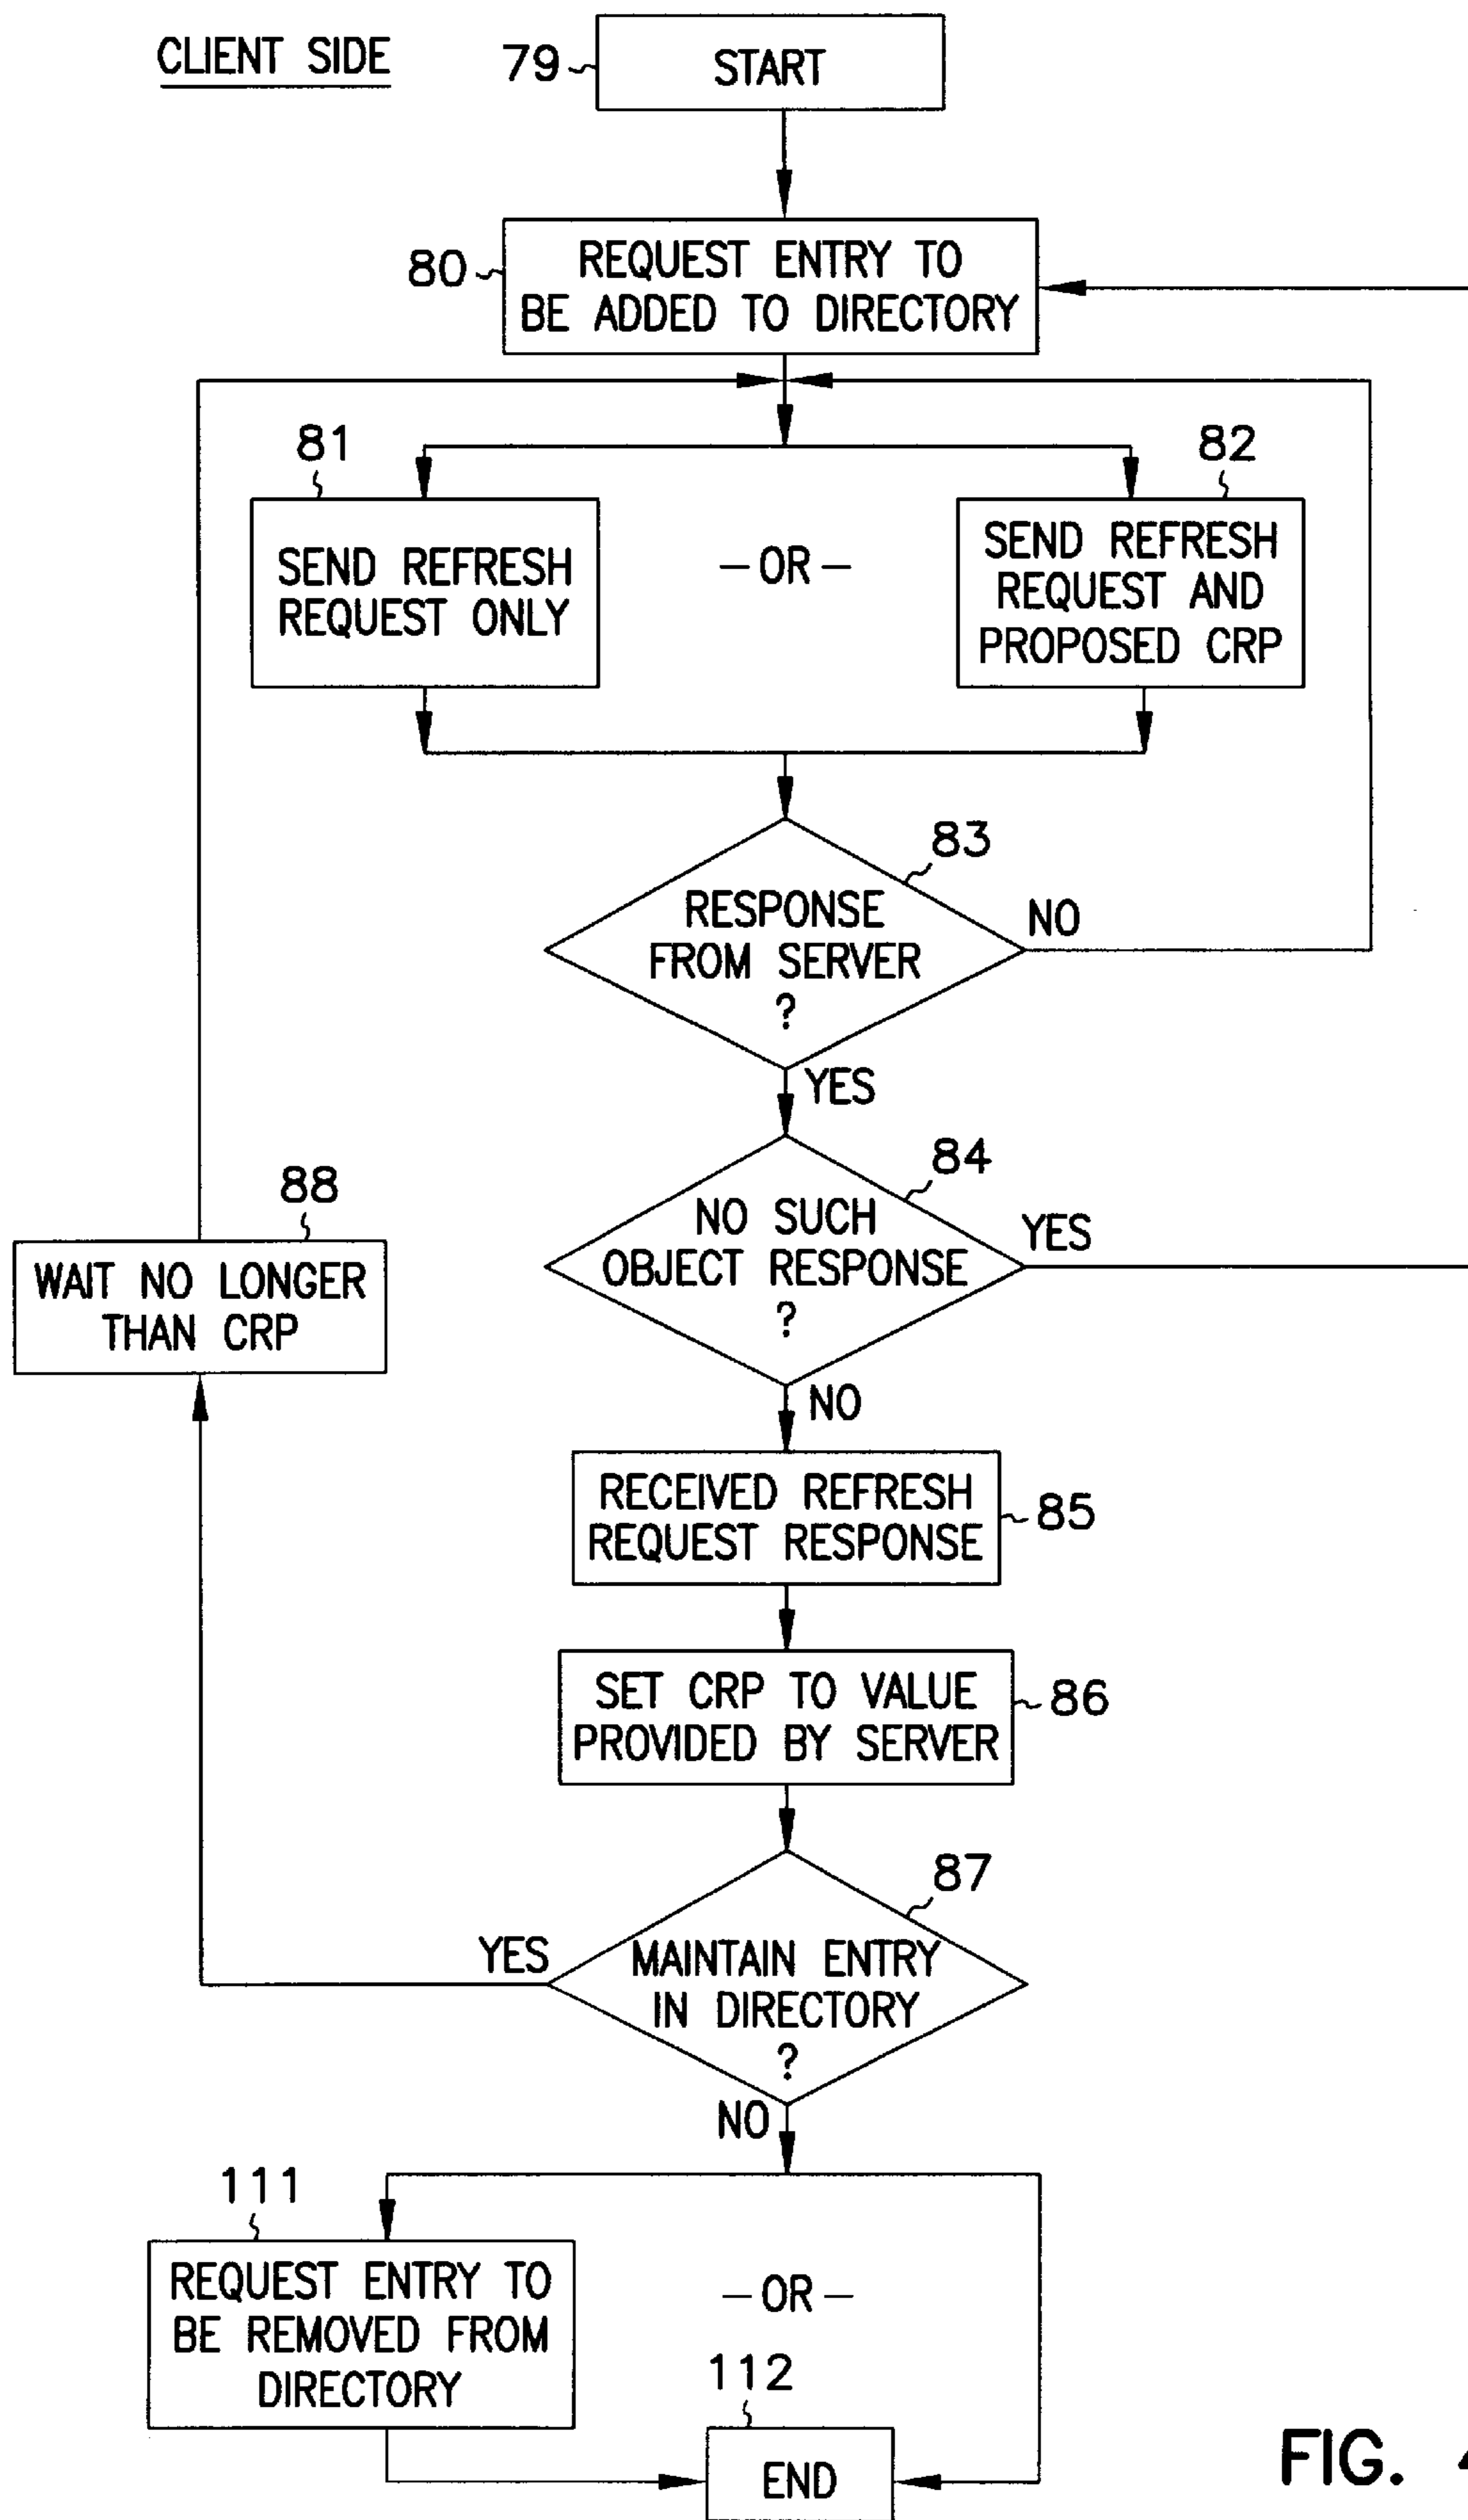 CLIENT SIDE
79
START
80
REQUEST ENTRY TO
BE ADDED TO DIRECTORY
81
82
SEND REFRESH
REQUEST ONLY
-OR-
SEND REFRESH
REQUEST AND
PROPOSED CRP
83
RESPONSE
FROM SERVER
?
NO
YES
84
NO SUCH
OBJECT RESPONSE
?
YES
88
WAIT NO LONGER
THAN CRP
NO
RECEIVED REFRESH
REQUEST RESPONSE
85
SET CRP TO VALUE
PROVIDED BY SERVER
86
87
YES
MAINTAIN ENTRY
IN DIRECTORY
?
NO
111
REQUEST ENTRY TO
BE REMOVED FROM
DIRECTORY
-OR-
112
END
FIG.